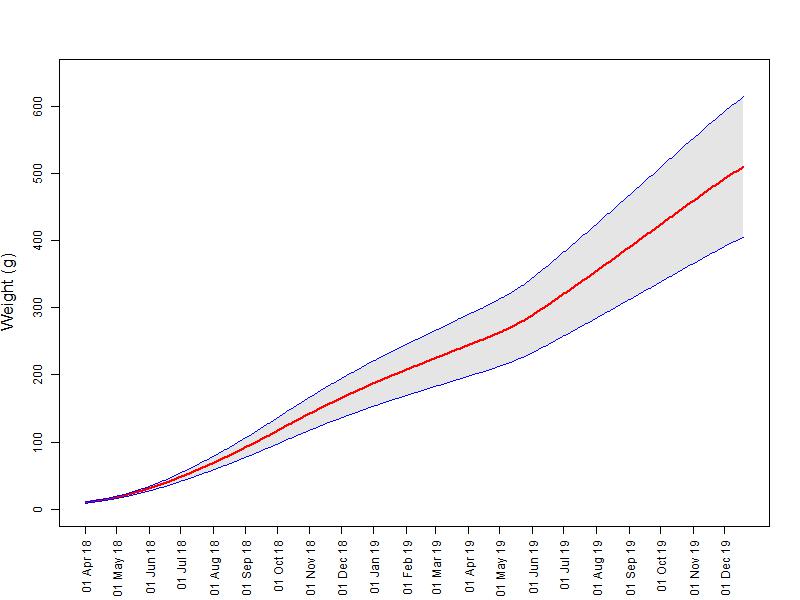 Weight (g)
600
500
400
300
200
100
0
01 Apr 18
01 May 18
01 Jun 18
01 Jul 18
01 Aug 18
01 Sep 18
01 Oct 18
01 Nov 18
01 Dec 18
01 Jan 19
01 Feb 19
01 Mar 19
01 Apr 19
01 May 19
01 Jun 19
01 Jul 19
01 Aug 19
01 Sep 19
01 Oct 19
01 Nov 19
01 Dec 19